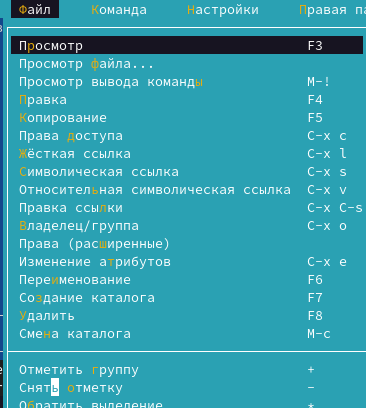 Файл Команда Настройки Правая
Просмотр F3
Просмотр файла...
Просмотр вывода команды M-!
Правка F4
Копирование F5
Права доступа C-x c
Жёсткая ссылка C-x l
Символическая ссылка C-x s
Относительная символическая ссылка C-x v
Правка ссылки C-x C-s
Владелец/группа C-x o
Права (расширенные)
Изменение атрибутов C-x e
Переименование F6
Создание каталога F7
Удалить F8
Смена каталога M-c
Отметить группу +
Снять отметку -
Обратить выделение *